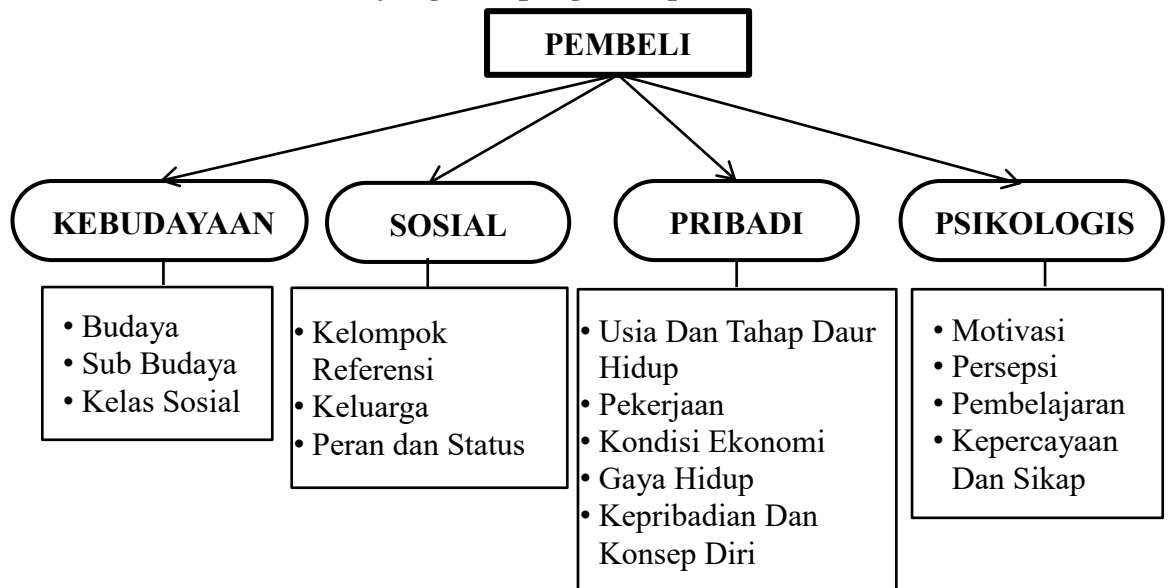 PEMBELI
KEBUDAYAAN
SOSIAL
PRIBADI
PSIKOLOGIS
• Budaya
• Sub Budaya
• Kelas Sosial
• Kelompok
Referensi
• Keluarga
• Peran dan Status
• Usia Dan Tahap Daur
Hidup
• Pekerjaan
• Kondisi Ekonomi
• Gaya Hidup
• Kepribadian Dan
Konsep Diri
• Motivasi
• Persepsi
• Pembelajaran
• Kepercayaan
Dan Sikap